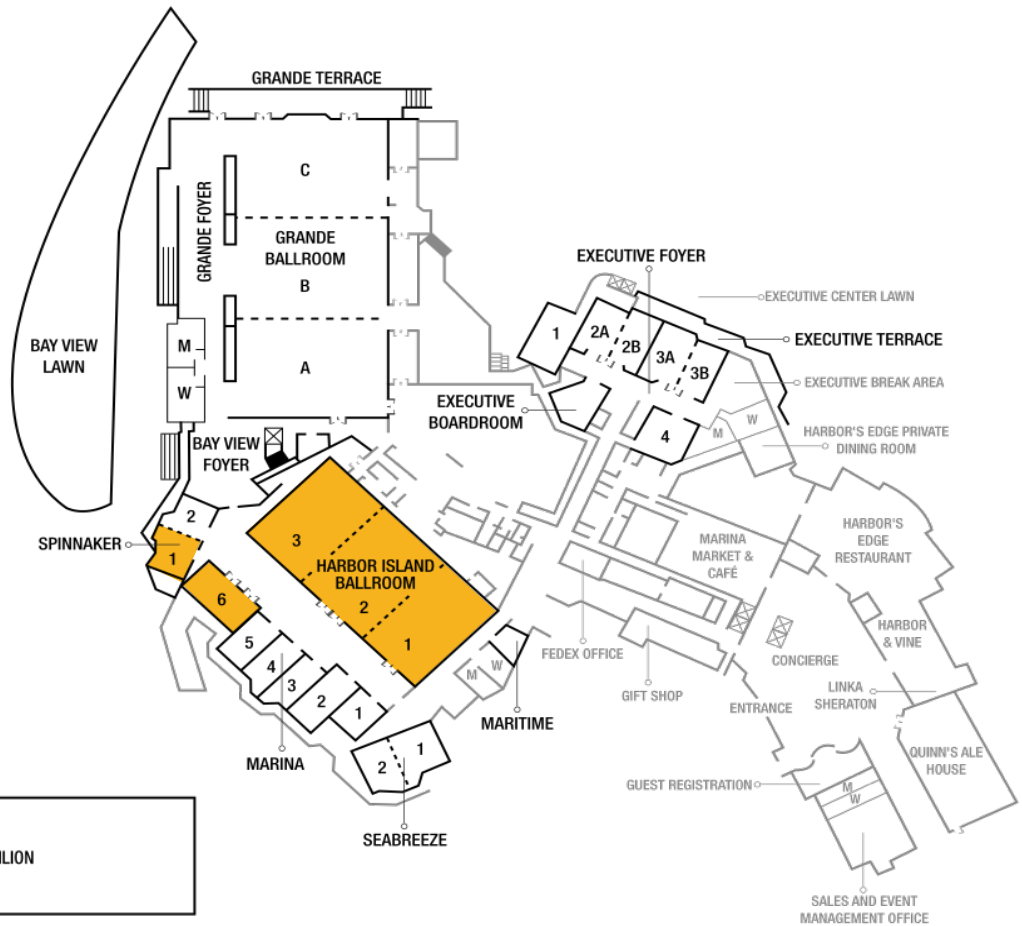 GRANDE TERRACE
C
GRANDE FOYER
GRANDE
BALLROOM
B
A
BAY VIEW
LAWN
M
W
BAY VIEW
FOYER
EXECUTIVE FOYER
EXECUTIVE CENTER LAWN
EXECUTIVE TERRACE
1
2A
2B
3A
3B
EXECUTIVE BREAK AREA
EXECUTIVE
BOARDROOM
4
M
W
HARBOR'S EDGE PRIVATE
DINING ROOM
2
SPINNAKER
1
3
HARBOR ISLAND
BALLROOM
2
1
6
5
4
3
2
1
MARINA
M
W
MARITIME
1
2
SEABREEZE
MARINA
MARKET &
CAFÉ
HARBOR'S
EDGE
RESTAURANT
FEDEX OFFICE
GIFT SHOP
HARBOR
& VINE
CONCIERGE
ENTRANCE
LINKA
SHERATON
QUINN'S ALE
HOUSE
GUEST REGISTRATION
M
W
SALES AND EVENT
MANAGEMENT OFFICE
LION